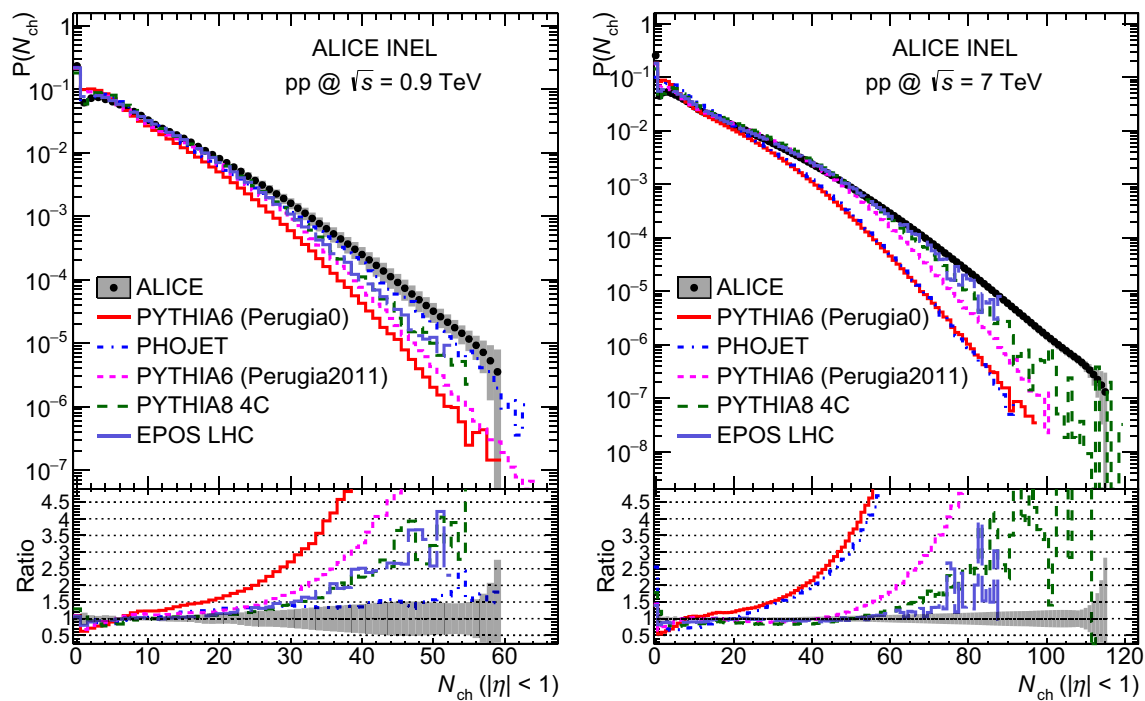 P(N_ch)
1
10⁻¹
10⁻²
10⁻³
10⁻⁴
10⁻⁵
10⁻⁶
10⁻⁷
ALICE INEL
pp @ √s = 0.9 TeV
ALICE
PYTHIA6 (Perugia0)
PHOJET
PYTHIA6 (Perugia2011)
PYTHIA8 4C
EPOS LHC
Ratio
4.5
4
3.5
3
2.5
2
1.5
1
0.5
0 10 20 30 40 50 60
N_ch (|η| < 1)
P(N_ch)
1
10⁻¹
10⁻²
10⁻³
10⁻⁴
10⁻⁵
10⁻⁶
10⁻⁷
10⁻⁸
ALICE INEL
pp @ √s = 7 TeV
ALICE
PYTHIA6 (Perugia0)
PHOJET
PYTHIA6 (Perugia2011)
PYTHIA8 4C
EPOS LHC
Ratio
4.5
4
3.5
3
2.5
2
1.5
1
0.5
0 20 40 60 80 100 120
N_ch (|η| < 1)